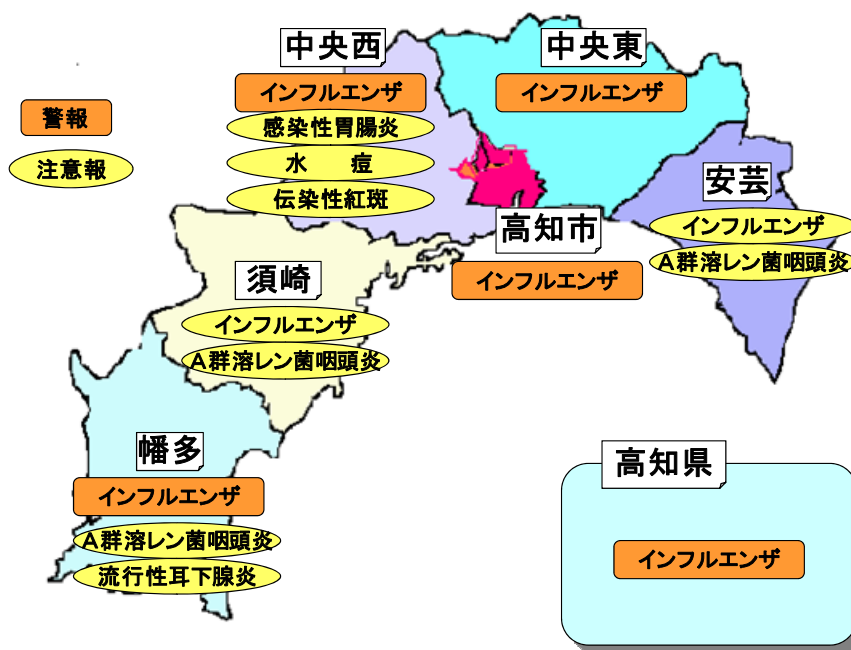 中央西
インフルエンザ
感染性胃腸炎
水　痘
伝染性紅斑
中央東
インフルエンザ
警報
注意報
安芸
インフルエンザ
A群溶レン菌咽頭炎
高知市
インフルエンザ
須崎
インフルエンザ
A群溶レン菌咽頭炎
幡多
インフルエンザ
A群溶レン菌咽頭炎
流行性耳下腺炎
高知県
インフルエンザ